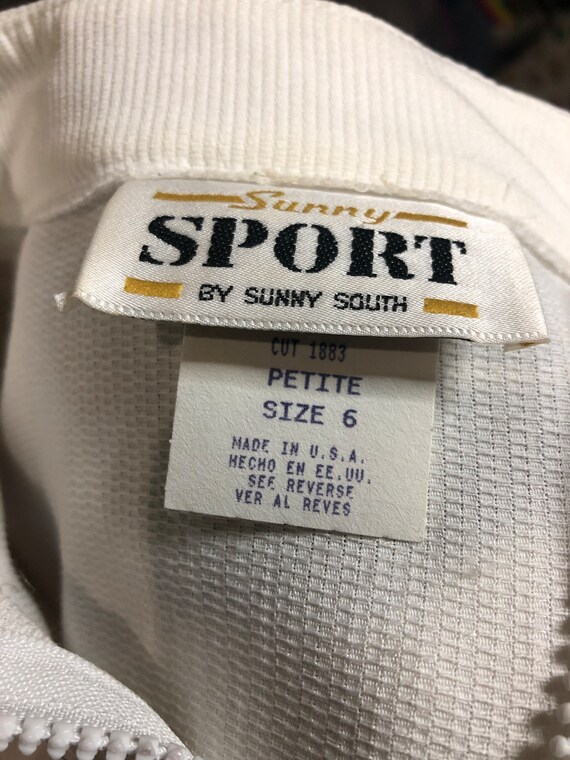 Sunny
SPORT
BY SUNNY SOUTH
CUT 1883
PETITE
SIZE 6
MADE IN U.S.A.
HECHO EN EE.UU.
SEE REVERSE
VER AL REVES